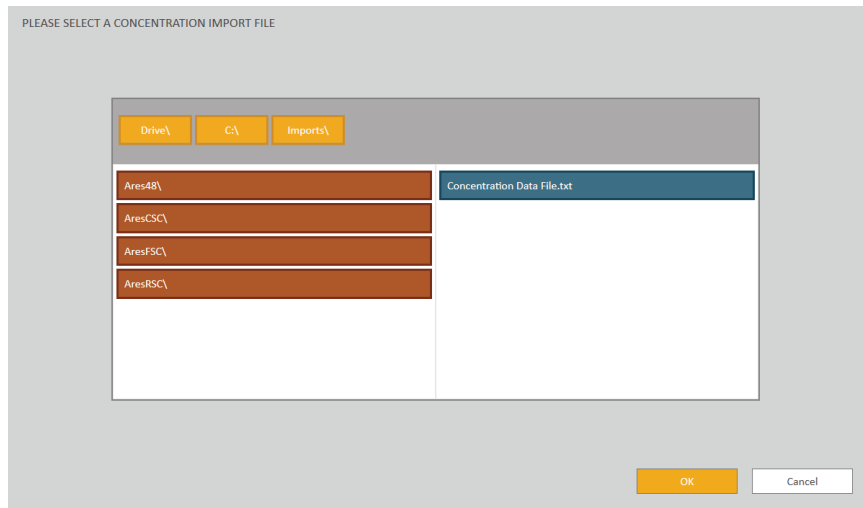 PLEASE SELECT A CONCENTRATION IMPORT FILE
Drive\ C:\ Imports\
Ares48\
Concentration Data File.txt
AresCSC\
AresFSC\
AresRSC\
OK Cancel